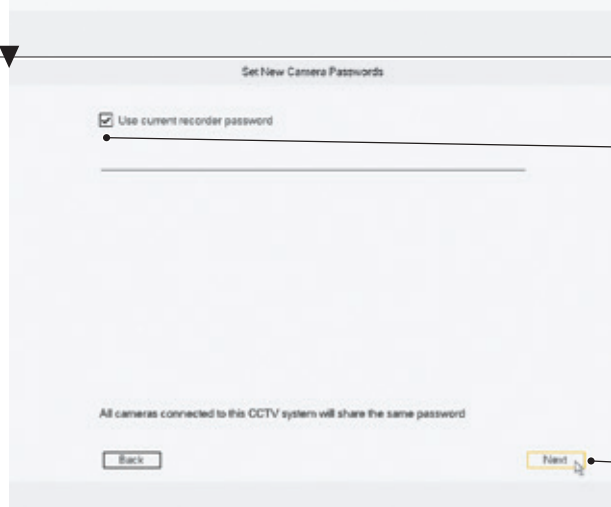 Set New Camera Passwords
Use current recorder password
All cameras connected to this CCTV system will share the same password
Back
Next